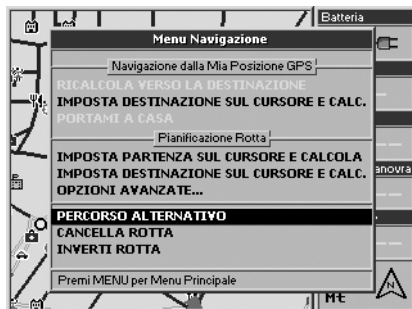 Batteria
Menu Navigazione
Navigazione dalla Mia Posizione GPS
RICALCOLA VERSO LA DESTINAZIONE
IMPOSTA DESTINAZIONE SUL CURSORE E CALC.
PORTAMI A CASA
Pianificazione Rotta
IMPOSTA PARTENZA SUL CURSORE E CALCOLA
IMPOSTA DESTINAZIONE SUL CURSORE E CALC.
anovra
OPZIONI AVANZATE...
PERCORSO ALTERNATIVO
CANCELLA ROTTA
INVERTI ROTTA
Premi MENU per Menu Principale
N
Mt